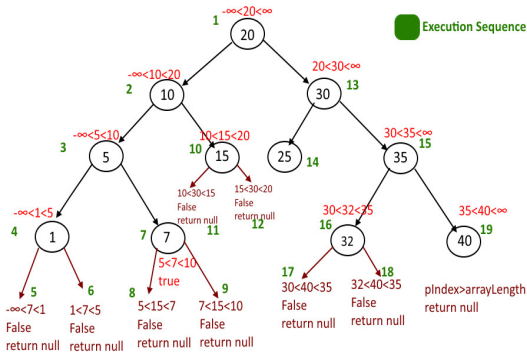 1
-∞<20<∞
20
Execution Sequence
2
-∞<10<20
10
20<30<∞
13
30
3
-∞<5<10
5
10
10<15<20
15
25
14
30<35<∞
15
35
10<30<15
False
return null
15<30<20
False
return null
11
12
4
-∞<1<5
1
7
7
5<7<10
true
30<32<35
16
32
35<40<∞
19
40
5
-∞<7<1
False
return null
6
1<7<5
False
return null
8
5<15<7
False
return null
9
7<15<10
False
return null
17
30<40<35
False
return null
18
32<40<35
False
return null
pIndex>arrayLength
return null